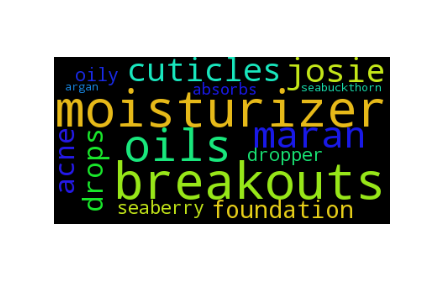 oily cuticles josie
argan absorbs seabuckthorn
moisturizer
acne drops oils maran
dropper
breakouts
seaberry foundation